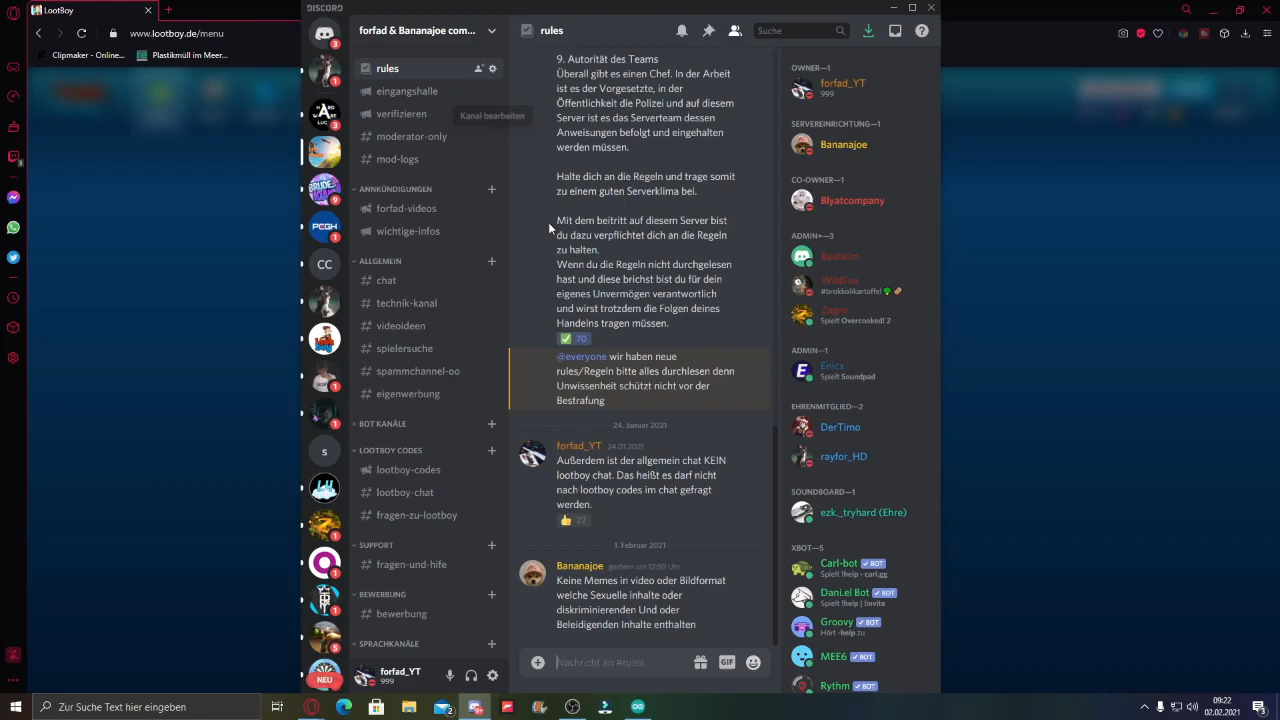 LootBoy
www.lootboy.de/menu
Clipmaker - Online...
Plastikmüll im Meer...
DISCORD
forfad & Bananajoe com...
rules
Suche
rules
eingangshalle
verifizieren
Kanal bearbeiten
moderator-only
mod-logs
ANNKÜNDIGUNGEN
forfad-videos
wichtige-infos
ALLGEMEIN
chat
technik-kanal
videoideen
spielersuche
spammchannel-oo
eigenwerbung
BOT KANÄLE
LOOTBOY CODES
lootboy-codes
lootboy-chat
fragen-zu-lootboy
SUPPORT
fragen-und-hife
BEWERBUNG
bewerbung
SPRACHKANÄLE
forfad_YT
999
PCGH
CC
s
NEU
9. Autorität des Teams
Überall gibt es einen Chef. In der Arbeit
ist es der Vorgesetzte, in der
Öffentlichkeit die Polizei und auf diesem
Server ist es das Serverteam dessen
Anweisungen befolgt und eingehalten
werden müssen.
Halte dich an die Regeln und trage somit
zu einem guten Serverklima bei.
Mit dem beitritt auf diesem Server bist
du dazu verpflichtet dich an die Regeln
zu halten.
Wenn du die Regeln nicht durchgelesen
hast und diese brichst bist du für dein
eigenes Unvermögen verantwortlich
und wirst trotzdem die Folgen deines
Handelns tragen müssen.
70
@everyone wir haben neue
rules/Regeln bitte alles durchlesen denn
Unwissenheit schützt nicht vor der
Bestrafung
24. Januar 2021
forfad_YT 24.01.2021
Außerdem ist der allgemein chat KEIN
lootboy chat. Das heißt es darf nicht
nach lootboy codes im chat gefragt
werden.
27
1. Februar 2021
Bananajoe gestern um 12:50 Uhr
Keine Memes in video oder Bildformat
welche Sexuelle inhalte oder
diskriminierenden Und oder
Beleidigenden Inhalte enthalten
Nachricht an #rules
GIF
OWNER—1
forfad_YT
999
SERVEREINRICHTUNG—1
Bananajoe
CO-OWNER—1
Blyatcompany
ADMIN+—3
Rashkim
WildFox
#brokkolikartoffel
Zegro
Spielt Overcooked! 2
ADMIN—1
Enicx
Spielt Soundpad
EHRENMITGLIED—2
DerTimo
rayfor_HD
SOUNDBOARD—1
ezk._tryhard (Ehre)
XBOT—5
Carl-bot BOT
Spielt !help - carl.gg
Dani.el Bot BOT
Spielt !help | !invite
Groovy BOT
Hört -help zu
MEE6 BOT
Rythm BOT
Zur Suche Text hier eingeben
09:22